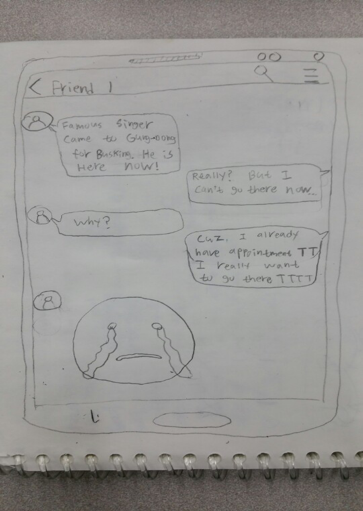 < Friend 1
Famous Singer
came to Gung-dong
for Busking. He is
Here now!
Really? But I
can't go there now
Why?
Cuz, I already
have appointment TT
I really want
to go there TTTT